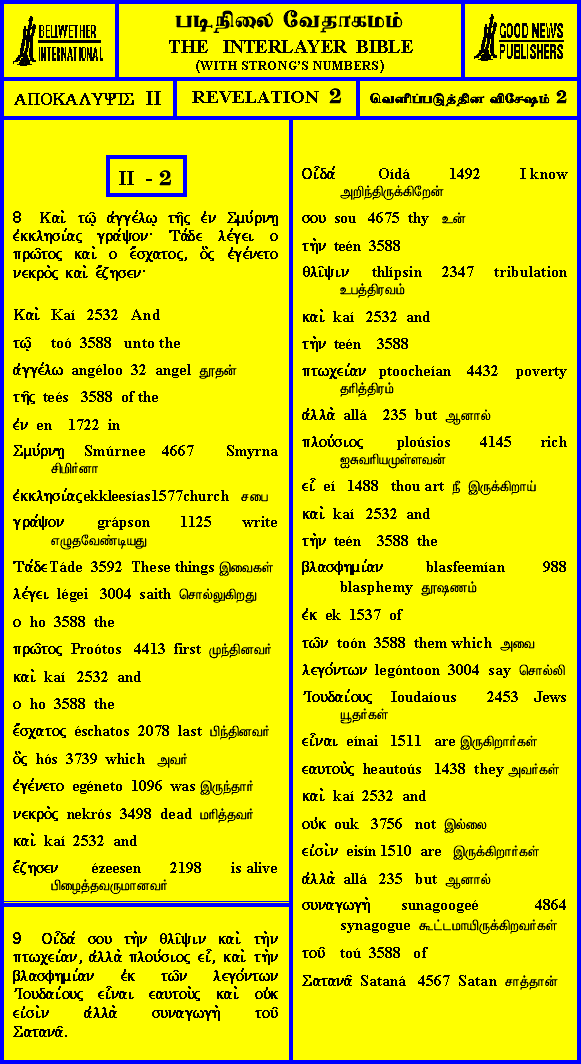 BELLWETHER
INTERNATIONAL
படிநிலை வேதாகமம்
THE INTERLAYER BIBLE
(WITH STRONG'S NUMBERS)
GOOD NEWS
PUBLISHERS
ΑΠΟΚΑΛΥΨΙΣ II
REVELATION 2
வெளிப்படுத்தின விசேஷம் 2
II - 2
8 Καὶ τῷ ἀγγέλῳ τῆς ἐν Σμύρνῃ
ἐκκλησίας γράψον· Τάδε λέγει ο
πρῶτος καὶ ο ἔσχατος, ὃς ἐγένετο
νεκρὸς καὶ ἔζησεν·
Καὶ Kaí 2532 And
τῷ toó 3588 unto the
ἀγγέλω angéloo 32 angel தூதன்
τῆς teés 3588 of the
ἐν en 1722 in
Σμύρνῃ Smúrnee 4667 Smyrna
சிமிர்னா
ἐκκλησίας ekkleesías1577church சபை
γράψον grápson 1125 write
எழுதவேண்டியது
Τάδε Táde 3592 These things இவைகள்
λέγει légei 3004 saith சொல்லுகிறது
ο ho 3588 the
πρῶτος Proótos 4413 first முந்தினவர்
καὶ kaí 2532 and
ο ho 3588 the
ἔσχατος éschatos 2078 last பிந்தினவர்
ὃς hós 3739 which அவர்
ἐγένετο egéneto 1096 was இருந்தார்
νεκρὸς nekrós 3498 dead மரித்தவர்
καὶ kaí 2532 and
ἔζησεν ézeesen 2198 is alive
பிழைத்தவருமானவர்
9 Οἶδά σου τὴν θλῖψιν καὶ τὴν
πτωχείαν, ἀλλὰ πλούσιος εἶ, καὶ τὴν
βλασφημίαν ἐκ τῶν λεγόντων
Ἰουδαίους εἶναι εαυτοὺς καὶ οὐκ
εἰσὶν ἀλλὰ συναγωγὴ τοῦ
Σατανᾶ.
Οἶδά Oídá 1492 I know
அறிந்திருக்கிறேன்
σου sou 4675 thy உன்
τὴν teén 3588
θλῖψιν thlípsin 2347 tribulation
உபத்திரவம்
καὶ kaí 2532 and
τὴν teén 3588
πτωχείαν ptoocheían 4432 poverty
தரித்திரம்
ἀλλὰ allá 235 but ஆனால்
πλούσιος ploúsios 4145 rich
ஐசுவரியமுள்ளவன்
εἶ eí 1488 thou art நீ இருக்கிறாய்
καὶ kaí 2532 and
τὴν teén 3588 the
βλασφημίαν blasfeemían 988
blasphemy தூஷணம்
ἐκ ek 1537 of
τῶν toón 3588 them which அவை
λεγόντων legóntoon 3004 say சொல்லி
Ἰουδαίους Ioudaíous 2453 Jews
யூதர்கள்
εἶναι eínai 1511 are இருகிறார்கள்
εαυτοὺς heautoús 1438 they அவர்கள்
καὶ kaí 2532 and
οὐκ ouk 3756 not இல்லை
εἰσὶν eisín 1510 are இருக்கிறார்கள்
ἀλλὰ allá 235 but ஆனால்
συναγωγὴ sunagoogeé 4864
synagogue கூட்டமாயிருக்கிறவர்கள்
τοῦ toú 3588 of
Σατανᾶ Sataná 4567 Satan சாத்தான்